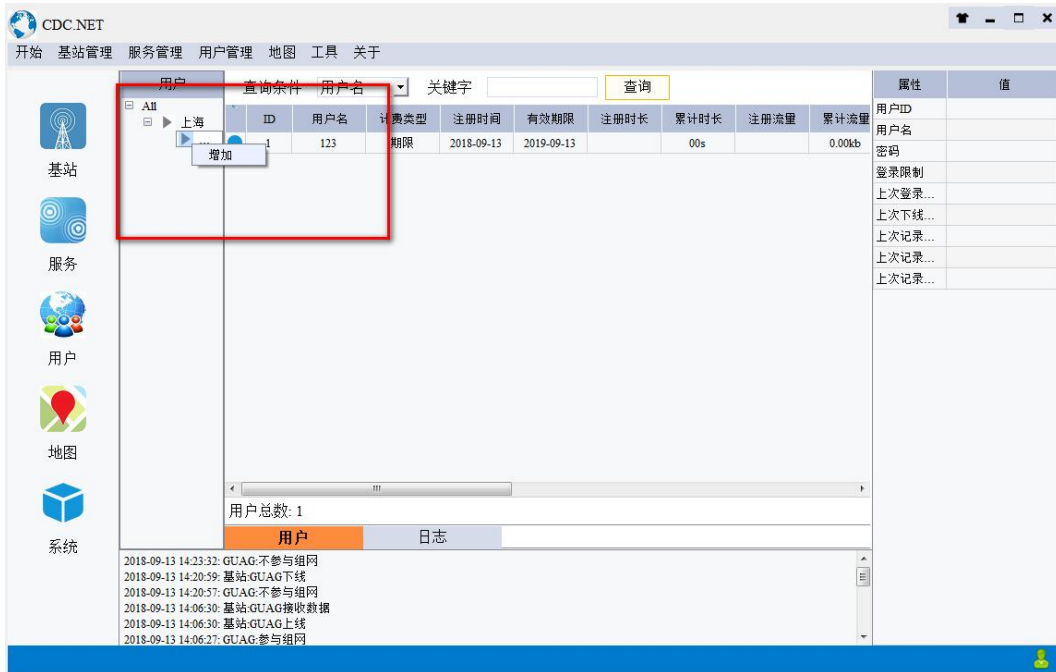 CDC.NET
开始 基站管理 服务管理 用户管理 地图 工具 关于
用户
All
上海
...
增加
查询条件 用户名 关键字 查询
ID 用户名 计费类型 注册时间 有效期限 注册时长 累计时长 注册流量 累计流量
1 123 期限 2018-09-13 2019-09-13 00s 0.00kb
属性 值
用户ID
用户名
密码
登录限制
上次登录...
上次下线...
上次记录...
上次记录...
上次记录...
基站
服务
用户
地图
系统
用户总数: 1
用户 日志
2018-09-13 14:23:32: GUAG:不参与组网
2018-09-13 14:20:59: 基站:GUAG下线
2018-09-13 14:20:57: GUAG:不参与组网
2018-09-13 14:06:30: 基站:GUAG接收数据
2018-09-13 14:06:30: 基站:GUAG上线
2018-09-13 14:06:27: GUAG:参与组网